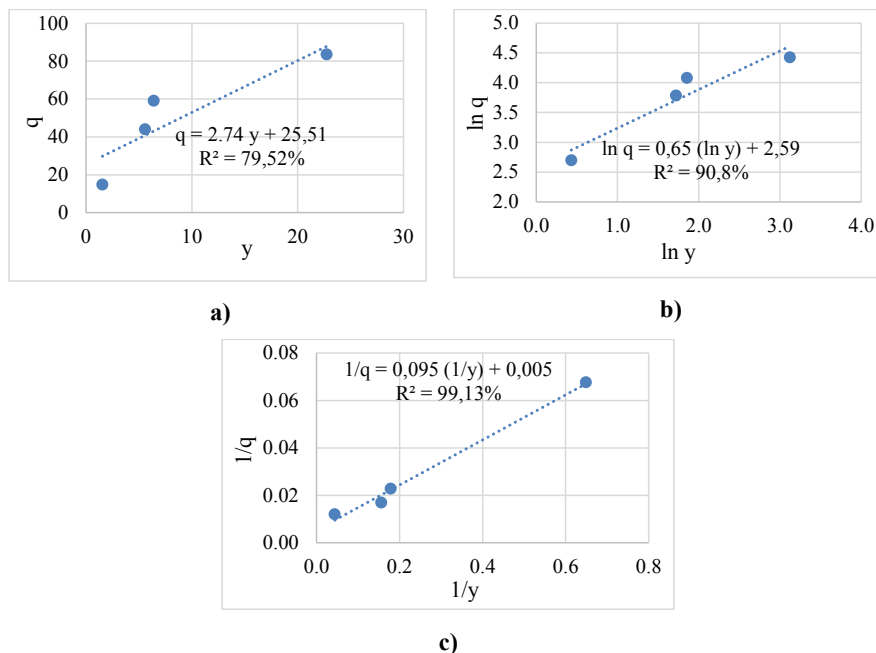 100
80
60
40
20
0
q
q = 2.74 y + 25,51
R² = 79,52%
0 10 20 30
y
a)
5.0
4.5
4.0
3.5
3.0
2.5
2.0
ln q
ln q = 0,65 (ln y) + 2,59
R² = 90,8%
0.0 1.0 2.0 3.0 4.0
ln y
b)
0.08
0.06
0.04
0.02
0.00
1/q
1/q = 0,095 (1/y) + 0,005
R² = 99,13%
0.0 0.2 0.4 0.6 0.8
1/y
c)